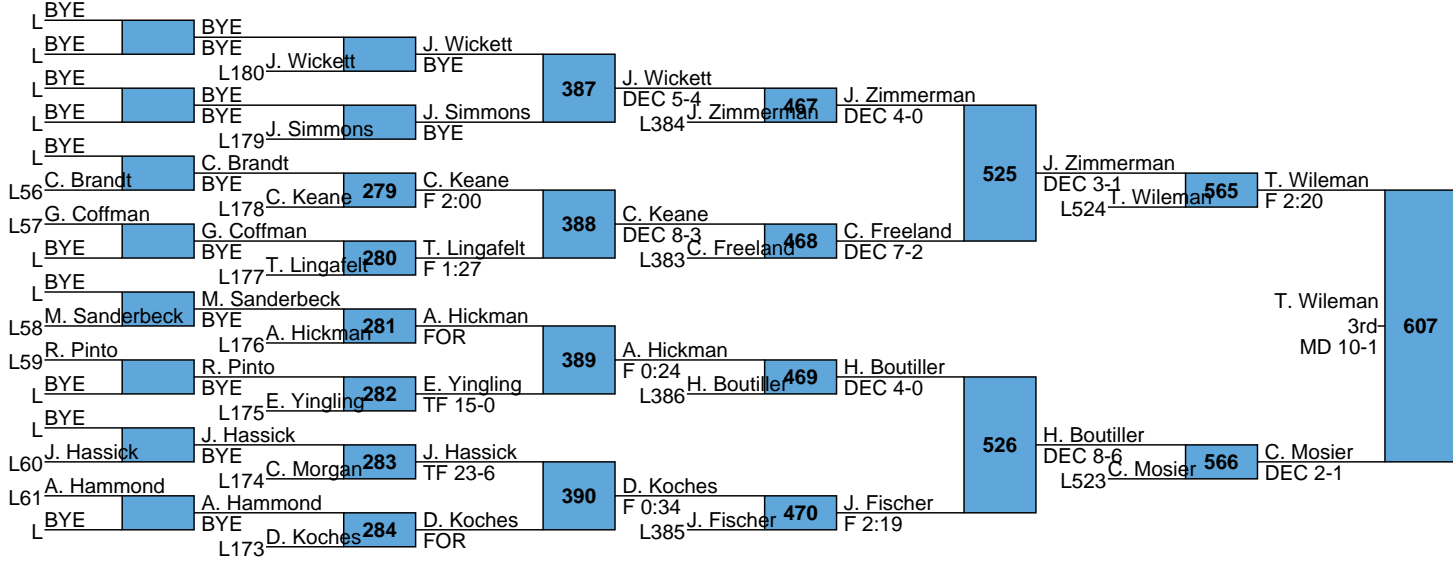 BYE
L
BYE
L
BYE
BYE
L180 J. Wickett
J. Wickett
BYE
BYE
L
BYE
L
BYE
BYE
L179 J. Simmons
J. Simmons
BYE
387
J. Wickett
DEC 5-4
L384 J. Zimmerman
467
J. Zimmerman
DEC 4-0
BYE
L
C. Brandt
L56
C. Brandt
BYE
L178 C. Keane
279
C. Keane
F 2:00
G. Coffman
L57
BYE
L
G. Coffman
BYE
L177 T. Lingafelt
280
T. Lingafelt
F 1:27
388
C. Keane
DEC 8-3
L383 C. Freeland
468
C. Freeland
DEC 7-2
525
J. Zimmerman
DEC 3-1
L524 T. Wileman
565
T. Wileman
F 2:20
BYE
L
M. Sanderbeck
L58
M. Sanderbeck
BYE
L176 A. Hickman
281
A. Hickman
FOR
R. Pinto
L59
BYE
L
R. Pinto
BYE
L175 E. Yingling
282
E. Yingling
TF 15-0
389
A. Hickman
F 0:24
L386 H. Boutiller
469
H. Boutiller
DEC 4-0
BYE
L
J. Hassick
L60
J. Hassick
BYE
L174 C. Morgan
283
J. Hassick
TF 23-6
A. Hammond
L61
BYE
L
A. Hammond
BYE
L173 D. Koches
284
D. Koches
FOR
390
D. Koches
F 0:34
L385 J. Fischer
470
J. Fischer
F 2:19
526
H. Boutiller
DEC 8-6
L523 C. Mosier
566
C. Mosier
DEC 2-1
T. Wileman
3rd
MD 10-1
607